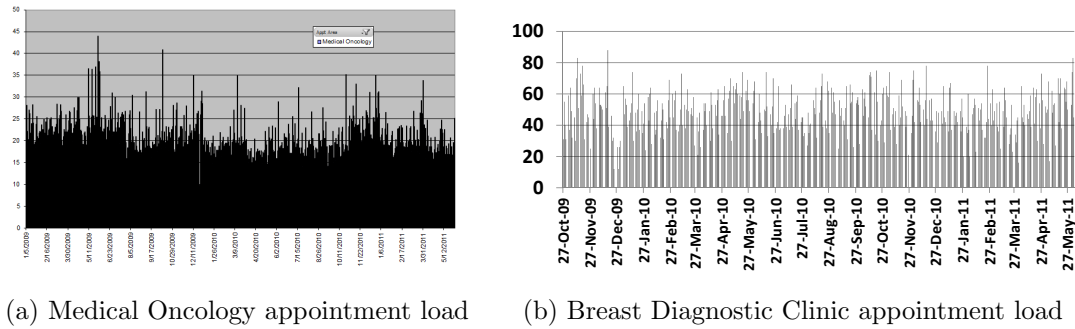 50
45
40
35
30
25
20
15
10
5
0
Appt Area
Medical Oncology
1/5/2009
2/16/2009
3/30/2009
5/11/2009
6/23/2009
8/5/2009
9/17/2009
10/29/2009
12/11/2009
3/9/2010
4/20/2010
6/2/2010
7/15/2010
8/26/2010
10/11/2010
11/22/2010
1/6/2011
2/17/2011
3/31/2011
5/12/2011
100
80
60
40
20
0
27-Oct-09
27-Nov-09
27-Dec-09
27-Jan-10
27-Feb-10
27-Mar-10
27-Apr-10
27-May-10
27-Jun-10
27-Jul-10
27-Aug-10
27-Sep-10
27-Oct-10
27-Nov-10
27-Dec-10
27-Jan-11
27-Feb-11
27-Mar-11
27-Apr-11
27-May-11
(a) Medical Oncology appointment load
(b) Breast Diagnostic Clinic appointment load